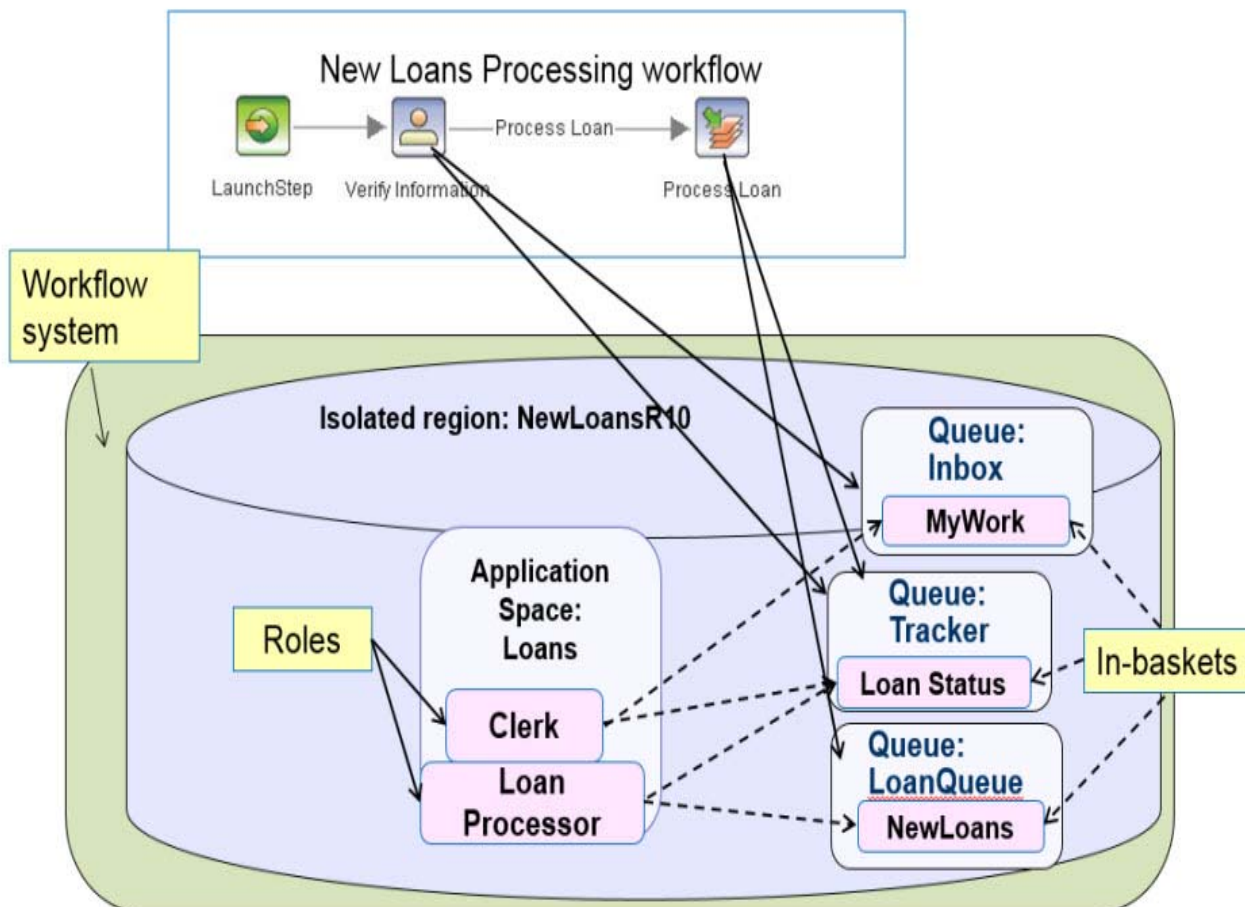 New Loans Processing workflow
Process Loan
LaunchStep
Verify Information
Process Loan
Workflow
system
Isolated region: NewLoansR10
Queue:
Inbox
MyWork
Application
Space:
Loans
Queue:
Tracker
Roles
In-baskets
Loan Status
Clerk
Queue:
LoanQueue
Loan
Processor
NewLoans